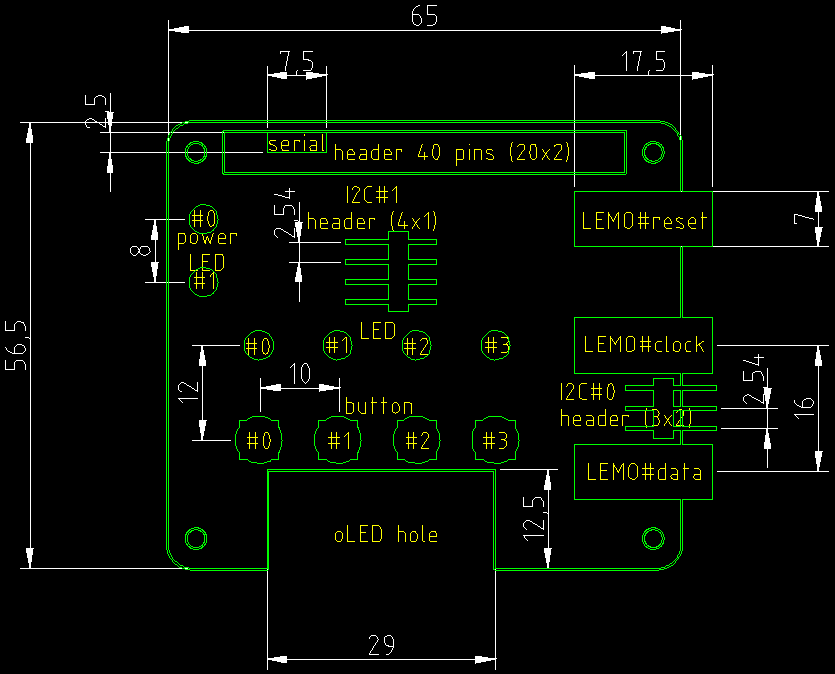 65
7,5
17,5
2,5
serial
header 40 pins (20x2)
I2C#1
header (4x1)
2.54
#0
power
LED
#1
8
LEMO#reset
7
56,5
LED
#0
#1
#2
#3
LEMO#clock
12
10
button
I2C#0
header (3x2)
2.54
16
#0
#1
#2
#3
LEMO#data
12,5
oLED hole
29